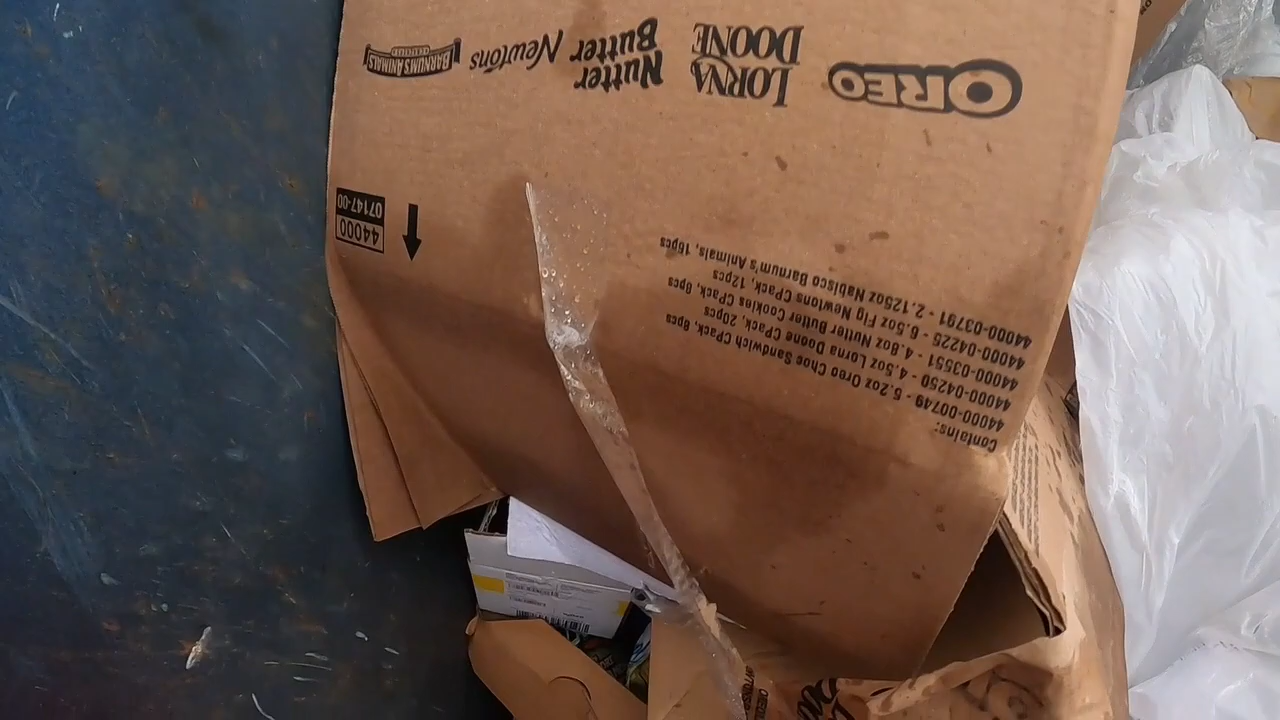 OREO
LORNA
DOONE
Nutter
Butter
Newtons
BARNUM'S ANIMALS
44000
07147-00
Contains:
44000-00749 - 5.2oz Oreo Choc Sandwich CPack, 8pcs
44000-04250 - 4.5oz Lorna Doone CPack, 20pcs
44000-03551 - 4.8oz Nutter Butter Cookies CPack, 8pcs
44000-04225 - 6.5oz Fig Newtons CPack, 12pcs
44000-03791 - 2.125oz Nabisco Barnum's Animals, 16pcs